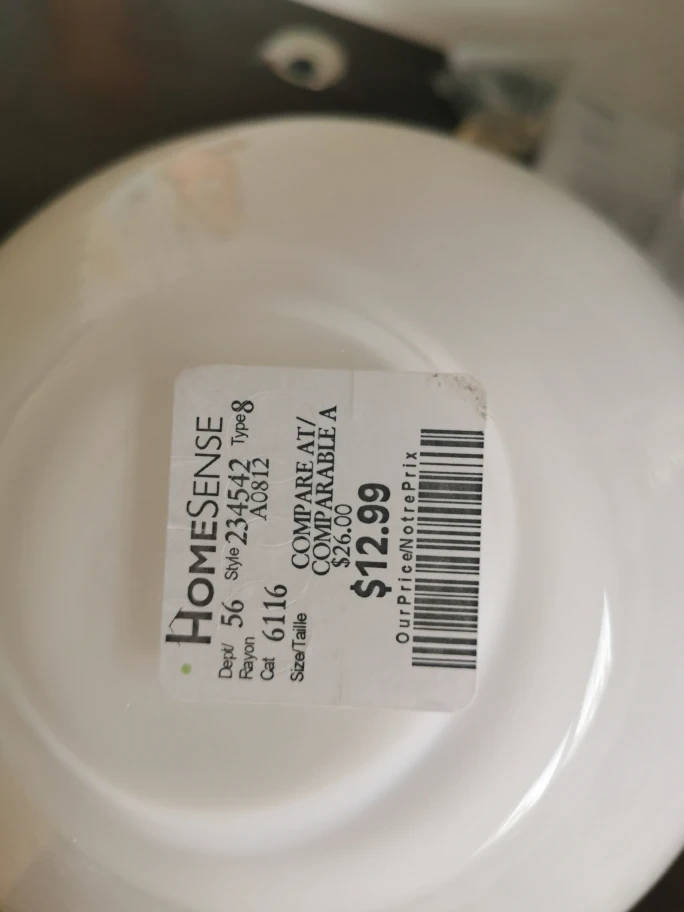 HOMESENSE
Dept/ 56 Style 234542 Type 8
Rayon A0812
Cat 6116
Size/Taille
COMPARE AT/
COMPARABLE A
$26.00
$12.99
OurPrice/NotrePrix